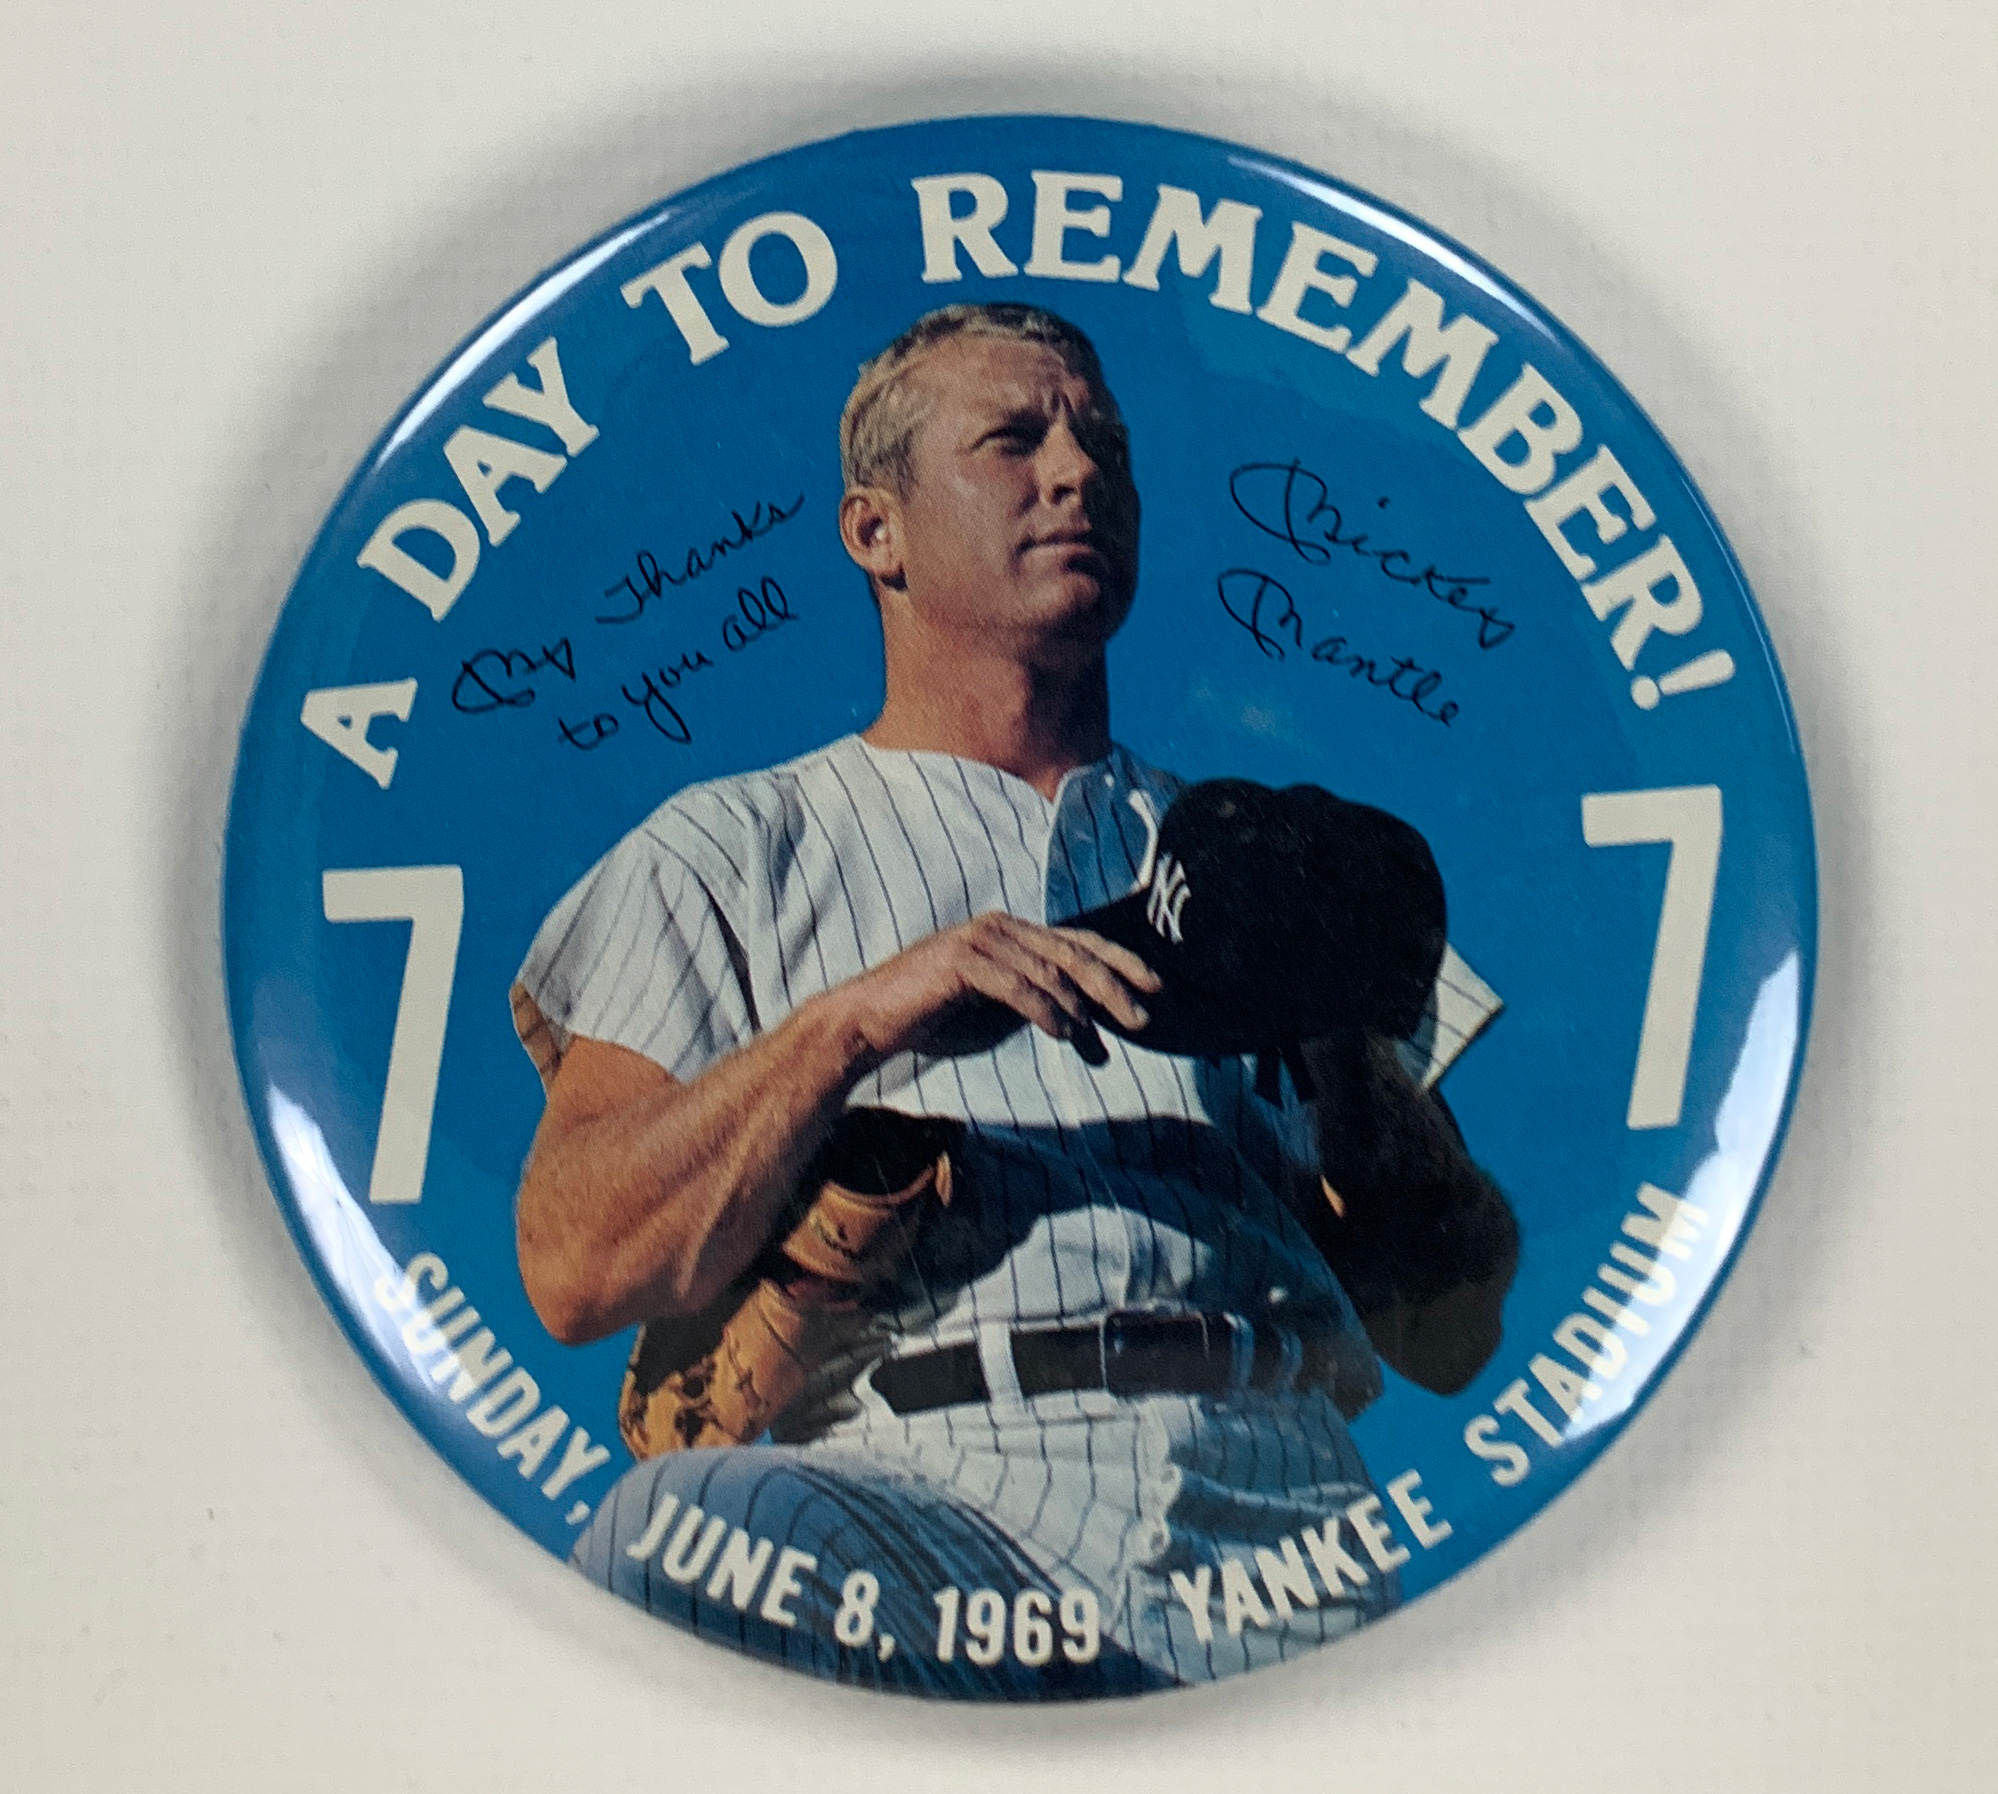 A DAY TO REMEMBER!
My Thanks
to you all
Mickey
Mantle
7
7
NY
SUNDAY, JUNE 8, 1969 YANKEE STADIUM